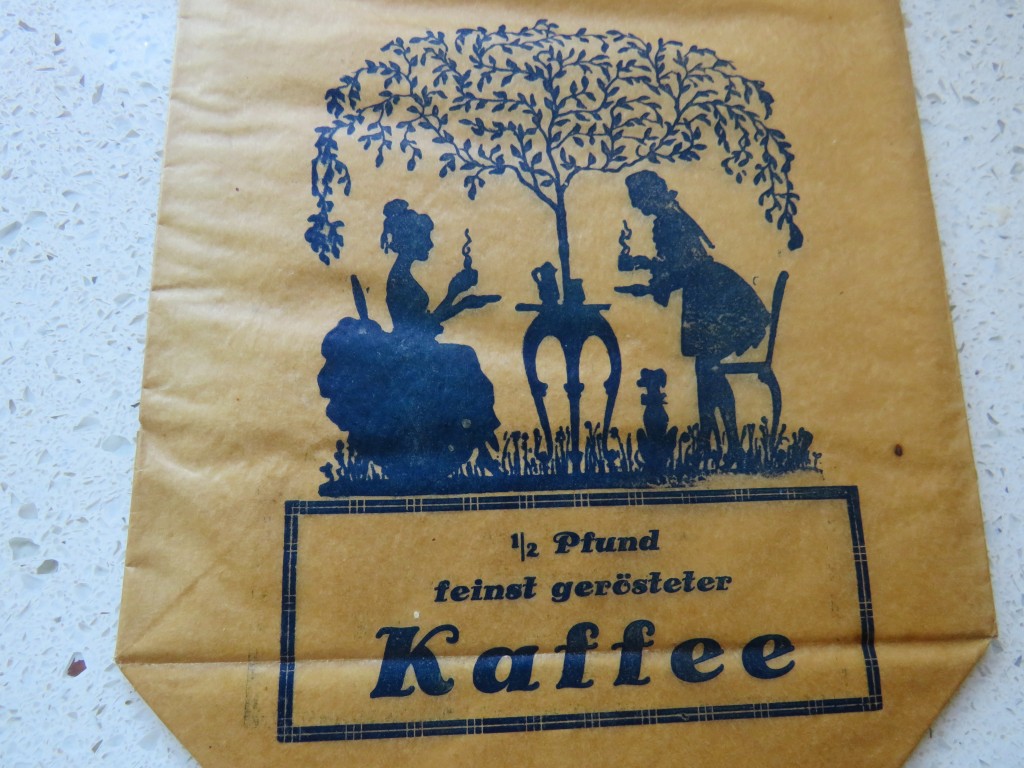 1/2 Pfund
feinst gerösteter
Kaffee